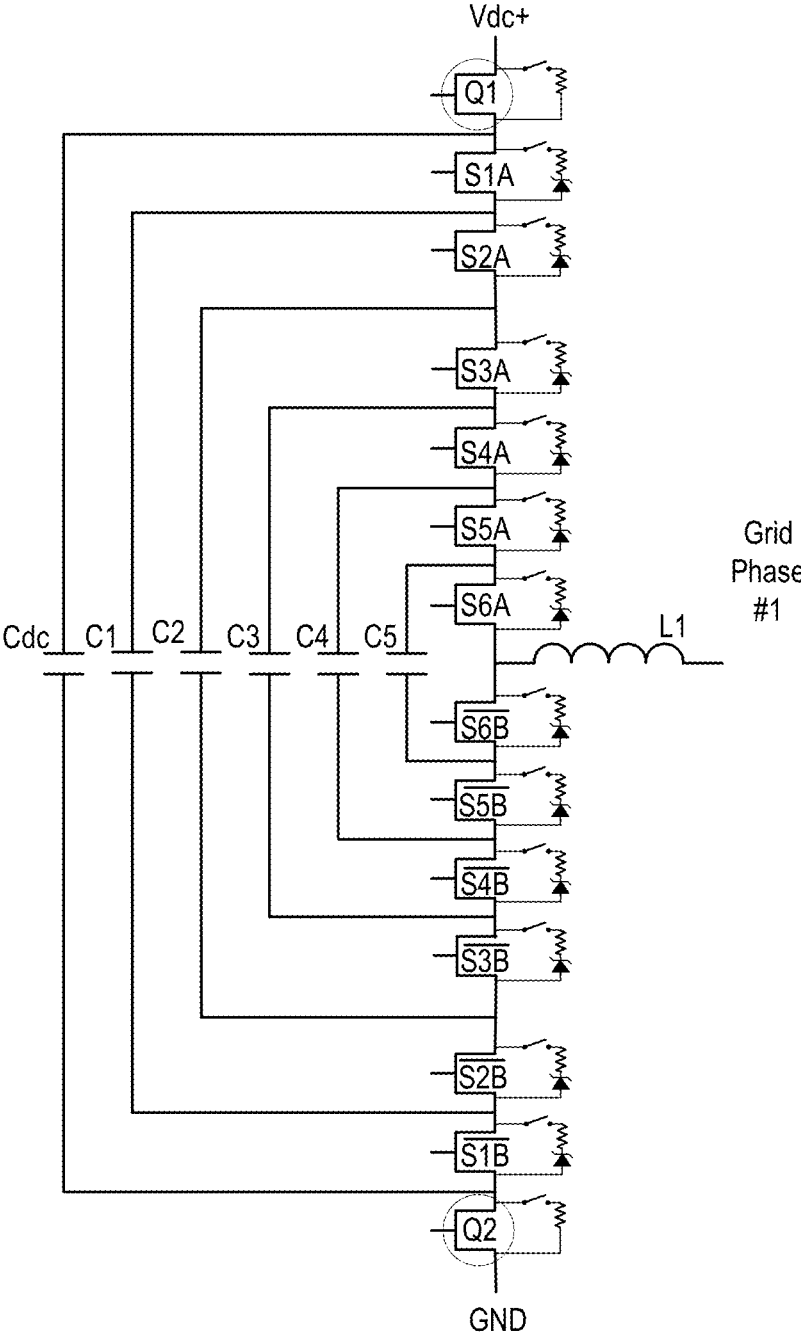 Vdc+
Q1
S1A
S2A
S3A
S4A
S5A
Grid
Phase
#1
S6A
Cdc
C1
C2
C3
C4
C5
L1
S6B
S5B
S4B
S3B
S2B
S1B
Q2
GND